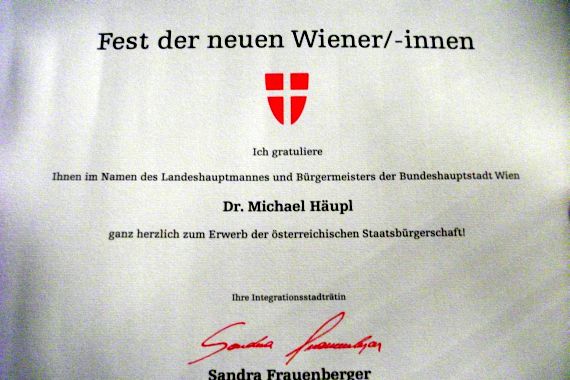 Fest der neuen Wiener/-innen
Ich gratuliere
Ihnen im Namen des Landeshauptmannes und Bürgermeisters der Bundeshauptstadt Wien
Dr. Michael Häupl
ganz herzlich zum Erwerb der österreichischen Staatsbürgerschaft!
Ihre Integrationsstadträtin
Sandra Frauenberger
Sandra Frauenberger